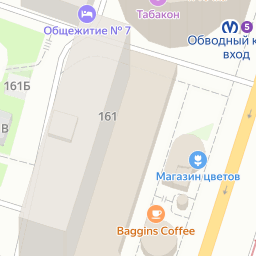 Табакон
Общежитие № 7
5
Обводный к
вход
161Б
161
В
Магазин цветов
Baggins Coffee